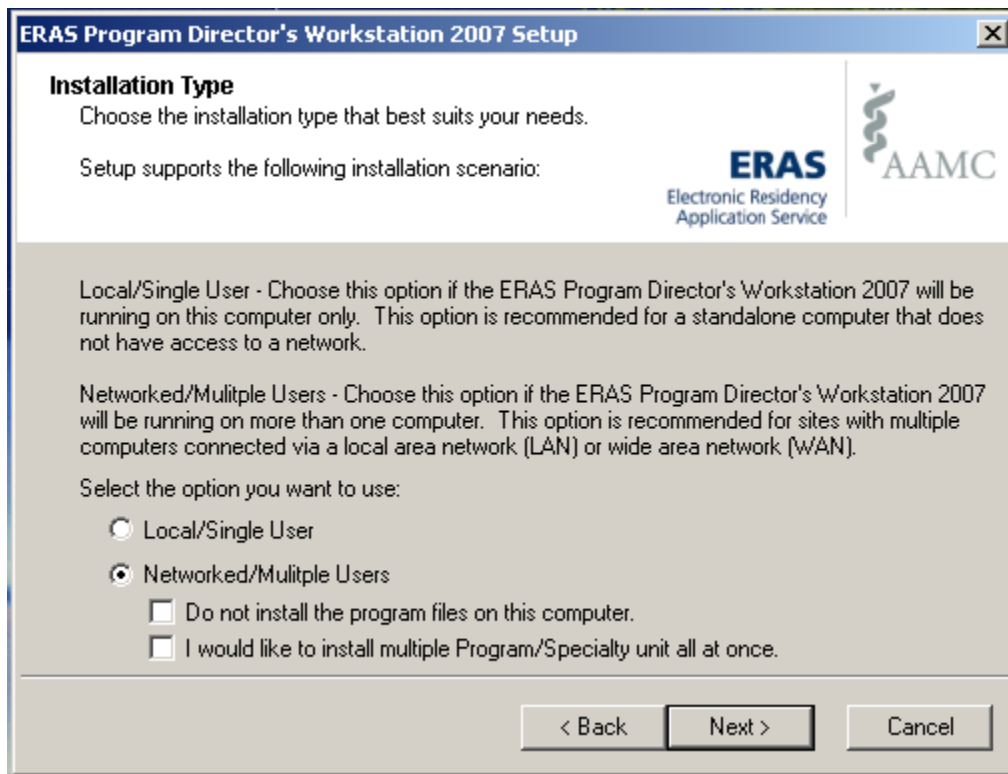 ERAS Program Director's Workstation 2007 Setup
Installation Type
Choose the installation type that best suits your needs.
Setup supports the following installation scenario:
ERAS
Electronic Residency
Application Service
AAMC
Local/Single User - Choose this option if the ERAS Program Director's Workstation 2007 will be
running on this computer only.  This option is recommended for a standalone computer that does
not have access to a network.
Networked/Mulitple Users - Choose this option if the ERAS Program Director's Workstation 2007
will be running on more than one computer.  This option is recommended for sites with multiple
computers connected via a local area network (LAN) or wide area network (WAN).
Select the option you want to use:
Local/Single User
Networked/Mulitple Users
Do not install the program files on this computer.
I would like to install multiple Program/Specialty unit all at once.
< Back
Next >
Cancel